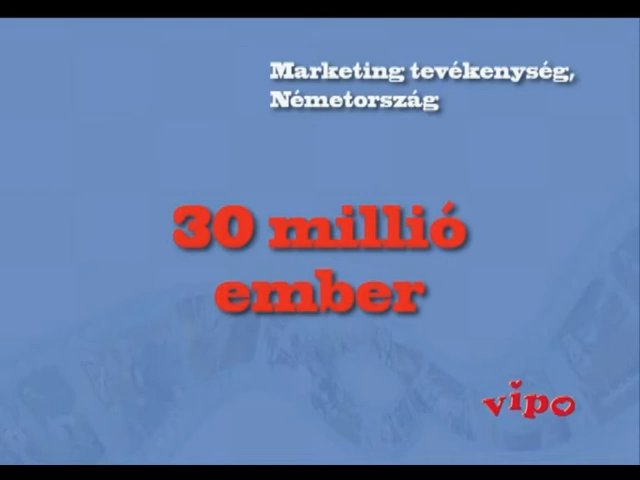 Marketing tevékenység,
Németország
30 millió
ember
vipo